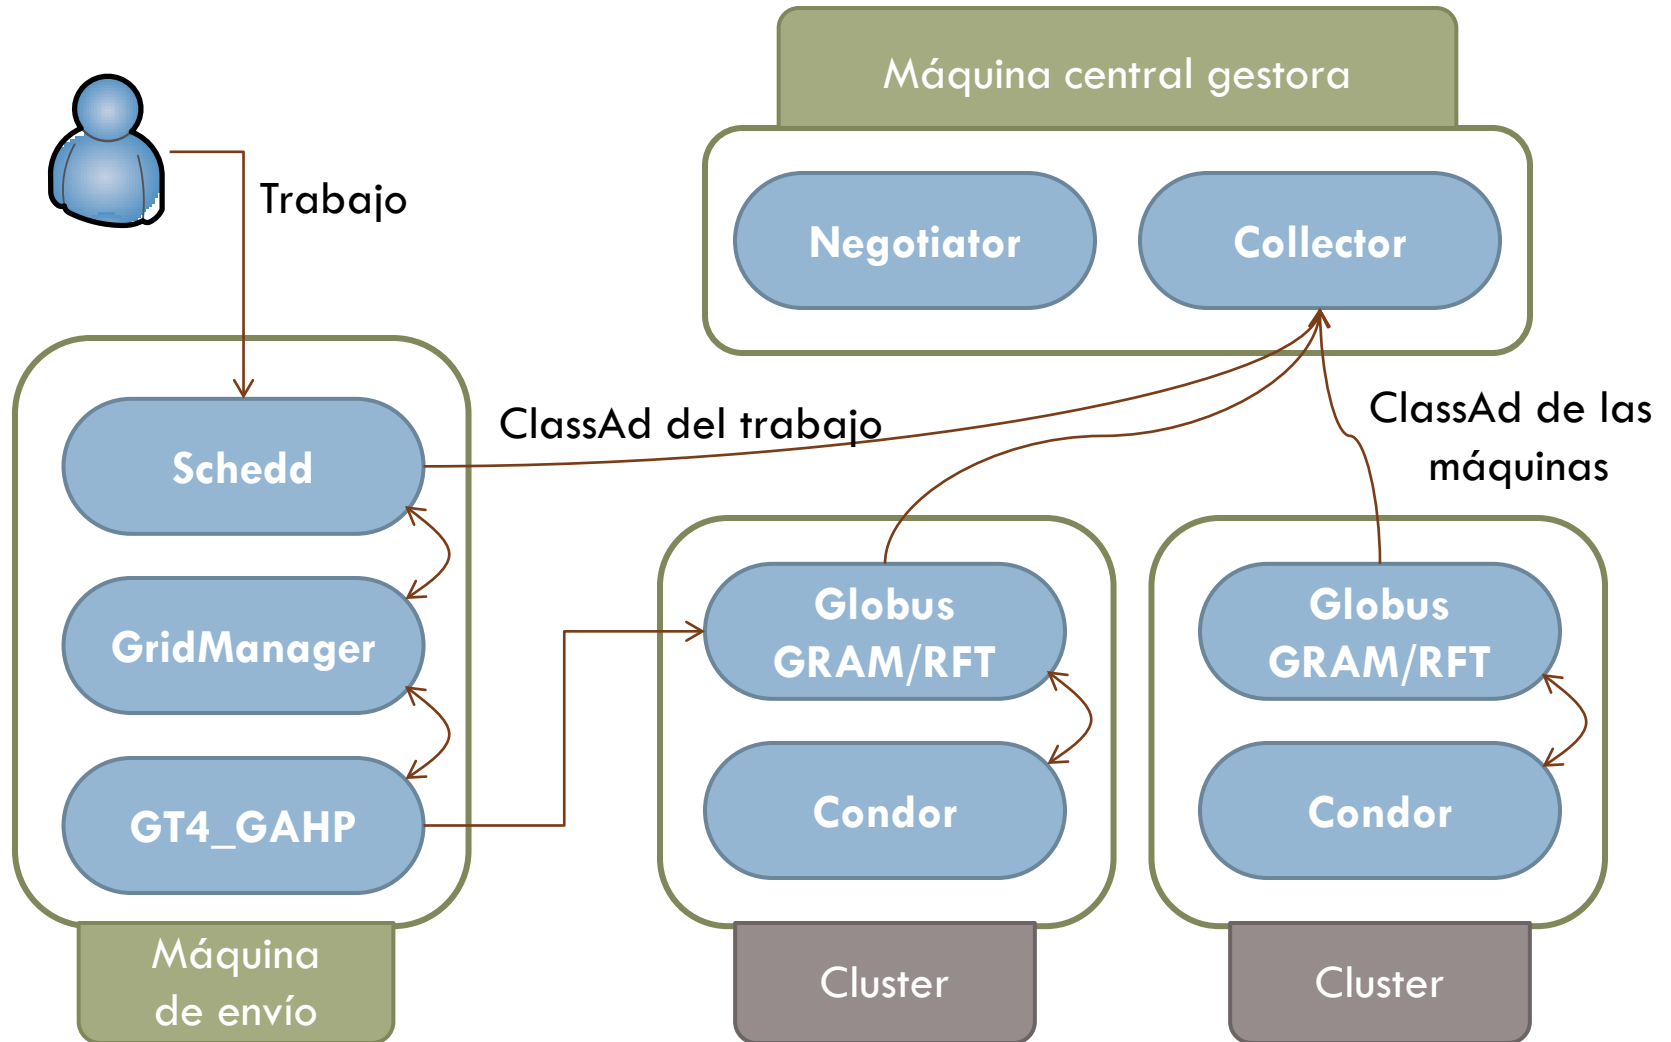 Máquina central gestora
Trabajo
Negotiator
Collector
ClassAd del trabajo
ClassAd de las
máquinas
Schedd
GridManager
GT4_GAHP
Máquina
de envío
Globus
GRAM/RFT
Condor
Cluster
Globus
GRAM/RFT
Condor
Cluster